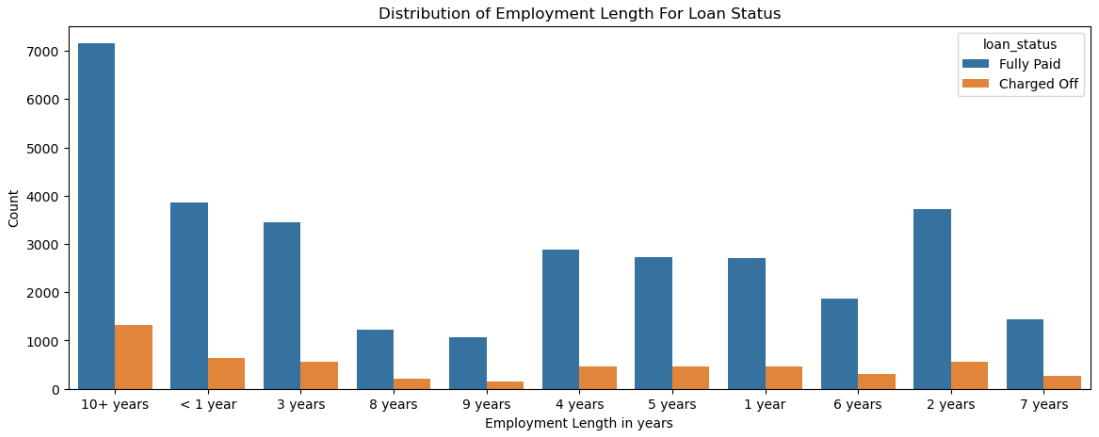 Distribution of Employment Length For Loan Status
loan_status
Fully Paid
Charged Off
7000
6000
5000
4000
3000
2000
1000
0
Count
10+ years < 1 year 3 years 8 years 9 years 4 years 5 years 1 year 6 years 2 years 7 years
Employment Length in years